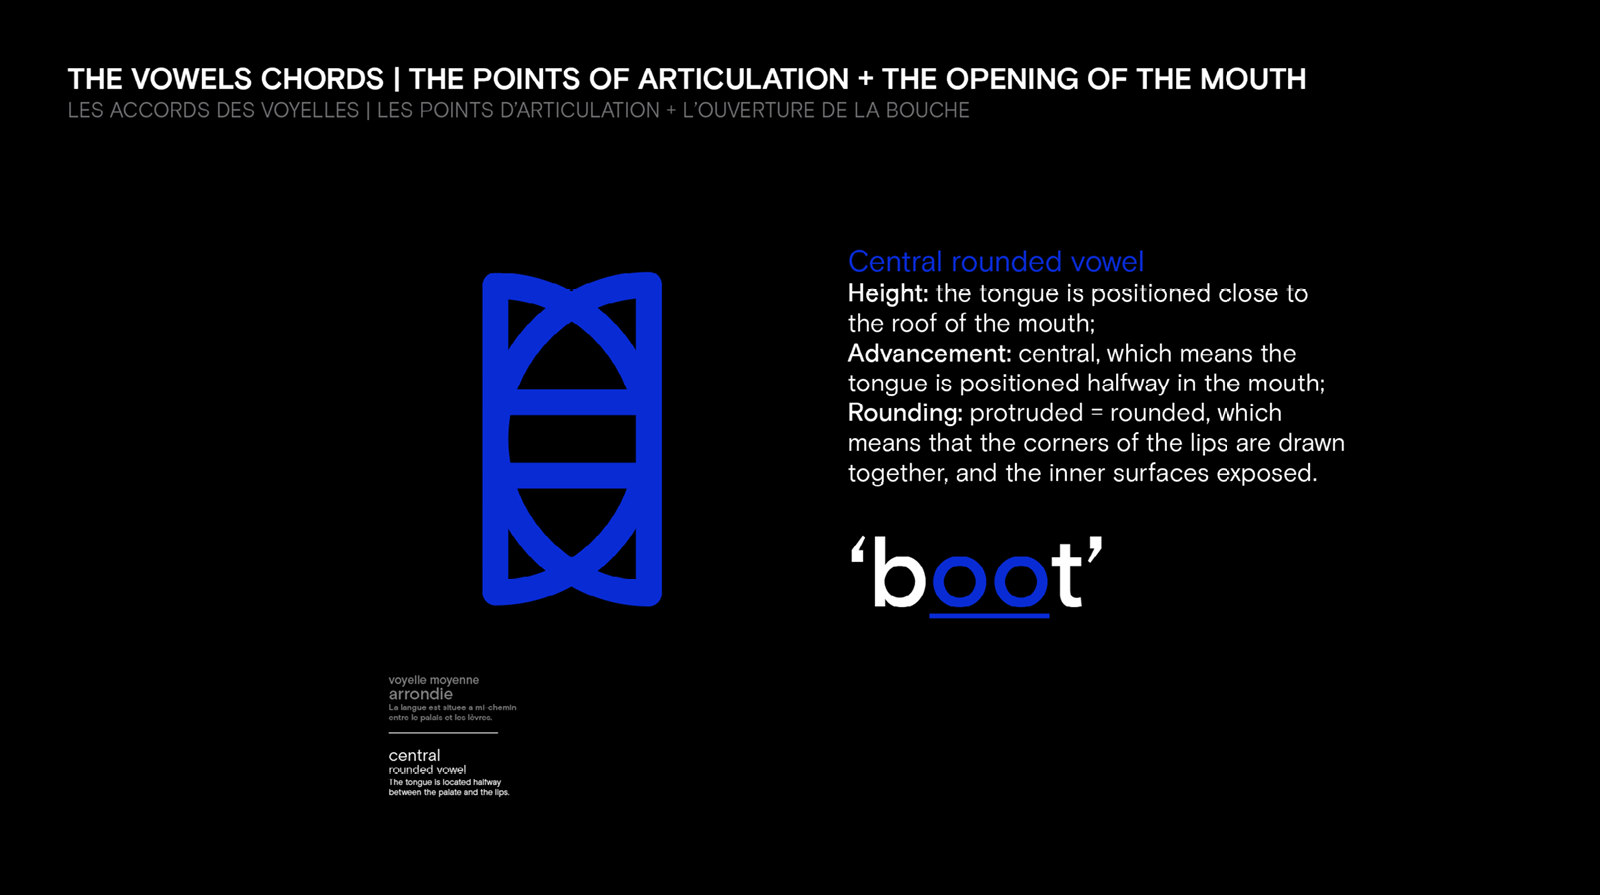 THE VOWELS CHORDS | THE POINTS OF ARTICULATION + THE OPENING OF THE MOUTH
LES ACCORDS DES VOYELLES | LES POINTS D’ARTICULATION + L’OUVERTURE DE LA BOUCHE
Central rounded vowel
Height: the tongue is positioned close to
the roof of the mouth;
Advancement: central, which means the
tongue is positioned halfway in the mouth;
Rounding: protruded = rounded, which
means that the corners of the lips are drawn
together, and the inner surfaces exposed.
‘boot’
voyelle moyenne
arrondie
La langue est situee a mi-chemin
entre le palais et les lèvres.
central
rounded vowel
The tongue is located halfway
between the palate and the lips.